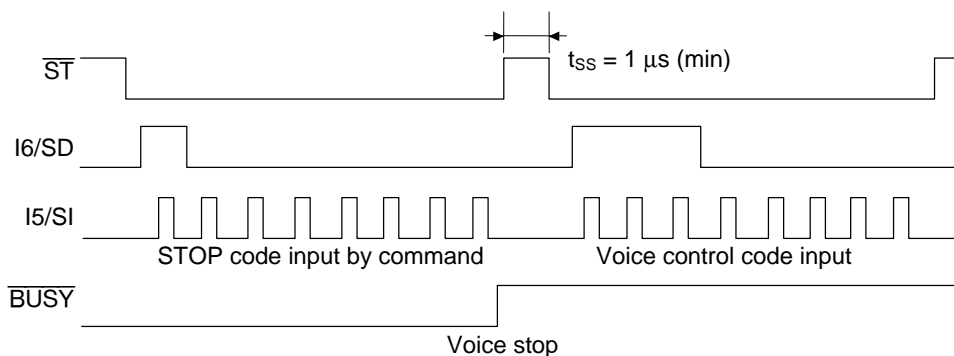 ST
tSS = 1 μs (min)
I6/SD
I5/SI
STOP code input by command
Voice control code input
BUSY
Voice stop